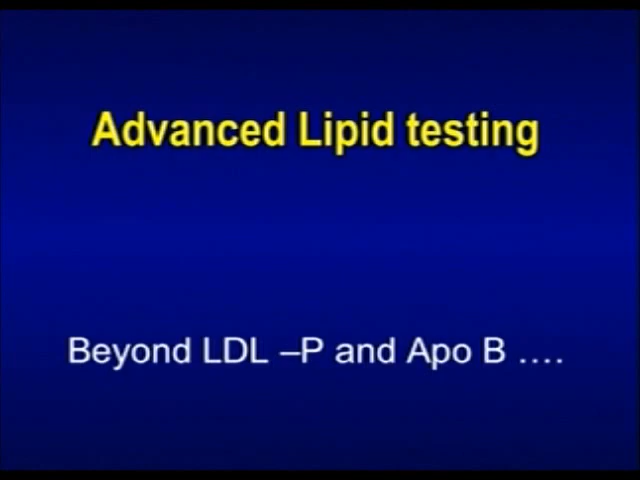 Advanced Lipid testing
Beyond LDL –P and Apo B ….